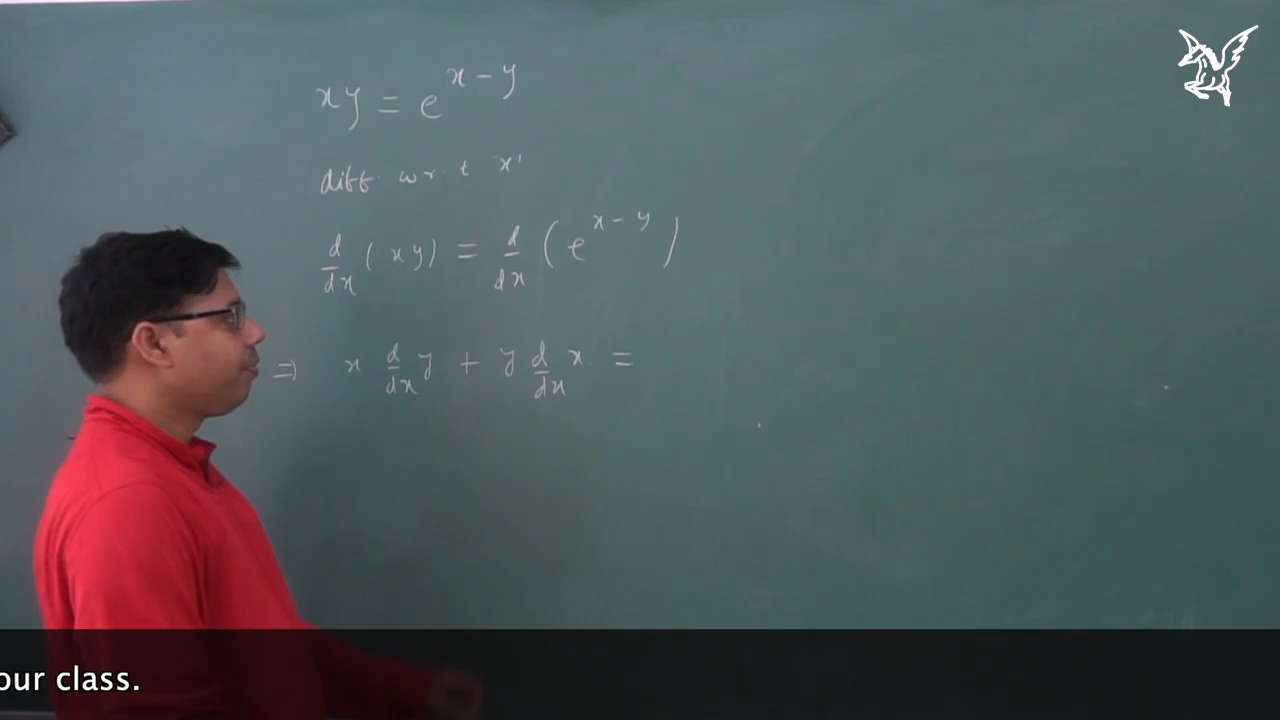 xy = e^{x-y}
diff. w.r.t 'x'
d/dx (xy) = d/dx (e^{x-y})
⇒ x d/dx y + y d/dx x =
our class.